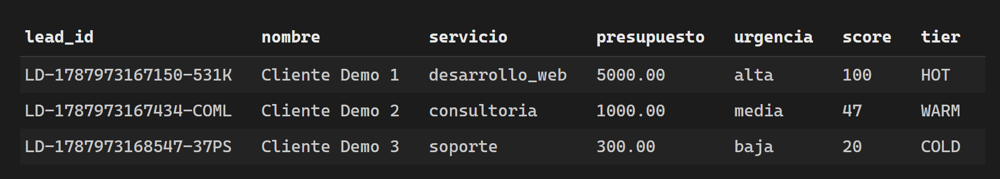 lead_id nombre servicio presupuesto urgencia score tier
LD-1787973167150-531K Cliente Demo 1 desarrollo_web 5000.00 alta 100 HOT
LD-1787973167434-COML Cliente Demo 2 consultoria 1000.00 media 47 WARM
LD-1787973168547-37PS Cliente Demo 3 soporte 300.00 baja 20 COLD